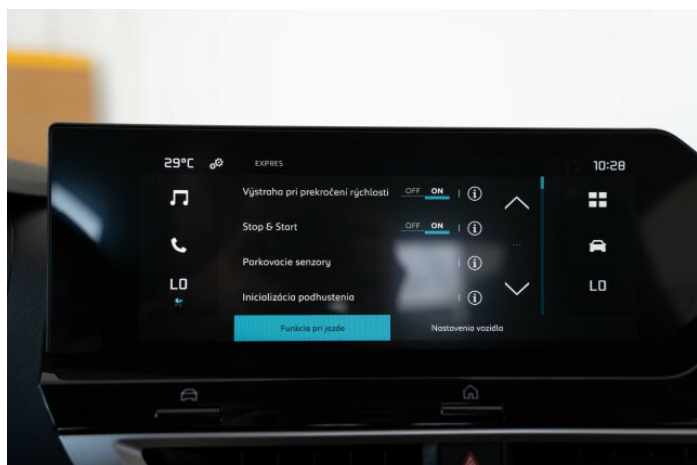 29°C EXPRES 10:28
Výstraha pri prekročení rýchlosti OFF ON
Stop & Start OFF ON
Parkovacie senzory
LO
Inicializácia podhustenia
LO
Funkcie pri jazde Nastavenia vozidla